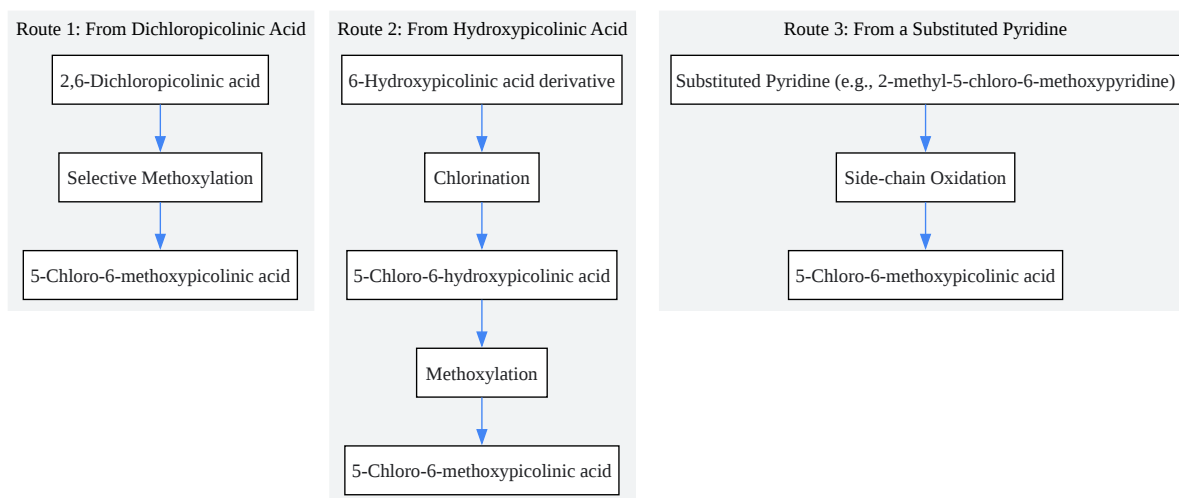 Route 1: From Dichloropicolinic Acid
2,6-Dichloropicolinic acid
Selective Methoxylation
5-Chloro-6-methoxypicolinic acid
Route 2: From Hydroxypicolinic Acid
6-Hydroxypicolinic acid derivative
Chlorination
5-Chloro-6-hydroxypicolinic acid
Methoxylation
5-Chloro-6-methoxypicolinic acid
Route 3: From a Substituted Pyridine
Substituted Pyridine (e.g., 2-methyl-5-chloro-6-methoxypyridine)
Side-chain Oxidation
5-Chloro-6-methoxypicolinic acid